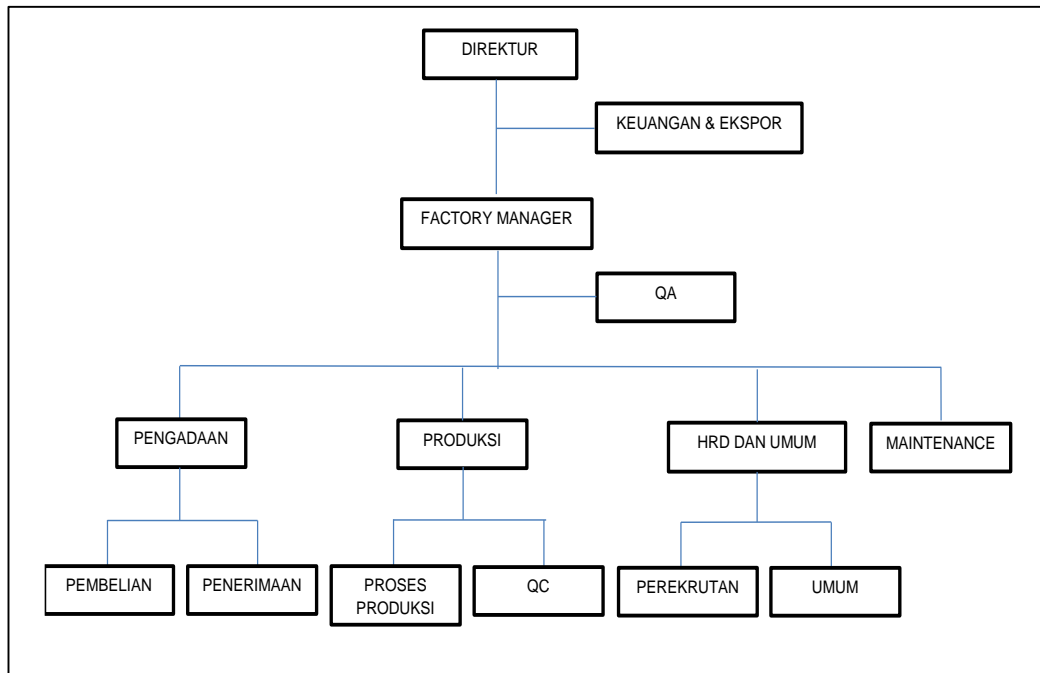 DIREKTUR
KEUANGAN & EKSPOR
FACTORY MANAGER
QA
PENGADAAN
PRODUKSI
HRD DAN UMUM
MAINTENANCE
PEMBELIAN
PENERIMAAN
PROSES
PRODUKSI
QC
PEREKRUTAN
UMUM